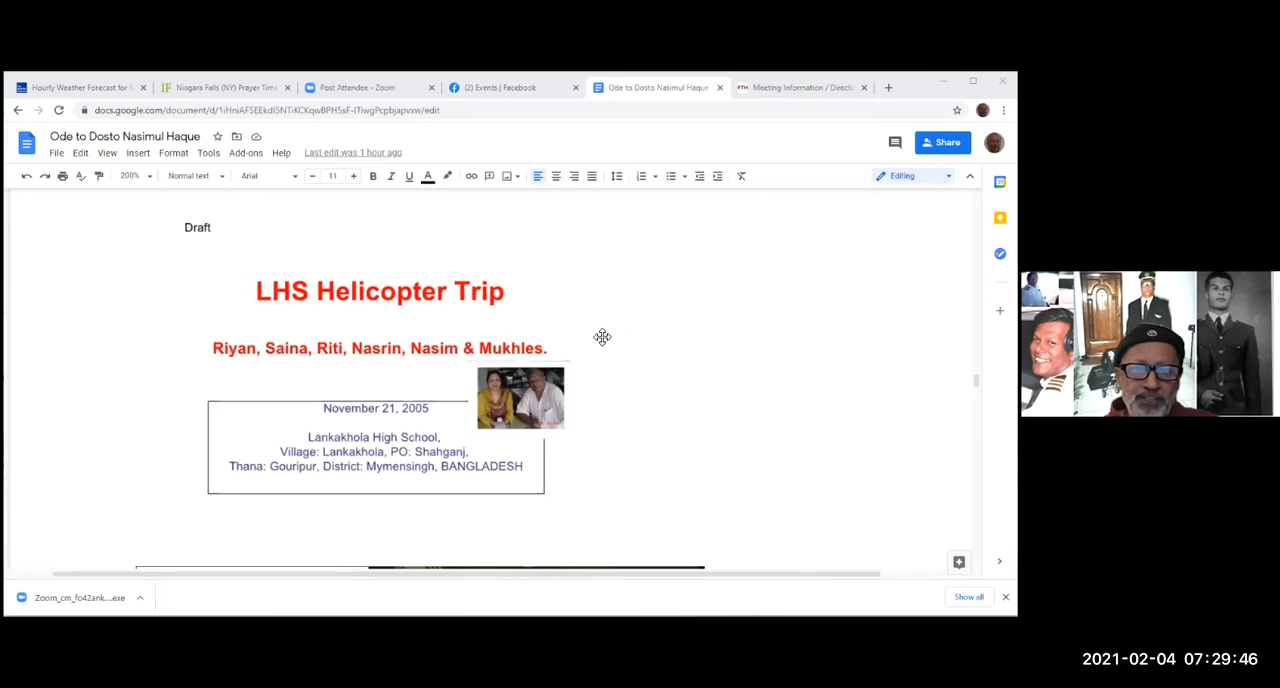 Hourly Weather Forecast for N
Niagara Falls (NY) Prayer Time
Post Attendee - Zoom
(2) Events | Facebook
Ode to Dosto Nasimul Haque
Meeting Information / Directi
Ode to Dosto Nasimul Haque
Share
File Edit View Insert Format Tools Add-ons Help Last edit was 1 hour ago
200% Normal text Arial 11 B I U A Editing
Draft
LHS Helicopter Trip
Riyan, Saina, Riti, Nasrin, Nasim & Mukhles.
November 21, 2005
Lankakhola High School,
Village: Lankakhola, PO: Shahganj,
Thana: Gouripur, District: Mymensingh, BANGLADESH
Zoom_cm_fo42ank....exe
Show all
2021-02-04 07:29:46